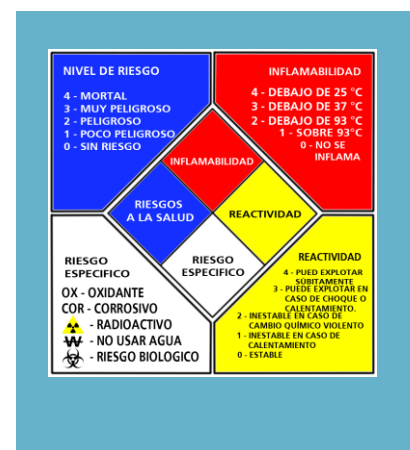 NIVEL DE RIESGO
4 - MORTAL
3 - MUY PELIGROSO
2 - PELIGROSO
1 - POCO PELIGROSO
0 - SIN RIESGO
INFLAMABILIDAD
4 - DEBAJO DE 25 °C
3 - DEBAJO DE 37 °C
2 - DEBAJO DE 93 °C
1 - SOBRE 93°C
0 - NO SE
INFLAMA
INFLAMABILIDAD
RIESGOS
A LA SALUD
REACTIVIDAD
RIESGO
ESPECIFICO
RIESGO
ESPECIFICO
OX - OXIDANTE
COR - CORROSIVO
- RADIOACTIVO
W - NO USAR AGUA
- RIESGO BIOLOGICO
REACTIVIDAD
4 - PUED EXPLOTAR
SÚBITAMENTE
3 - PUEDE EXPLOTAR EN
CASO DE CHOQUE O
CALENTAMIENTO.
2 - INESTABLE EN CASO DE
CAMBIO QUÍMICO VIOLENTO
1 - INESTABLE EN CASO DE
CALENTAMIENTO
0 - ESTABLE